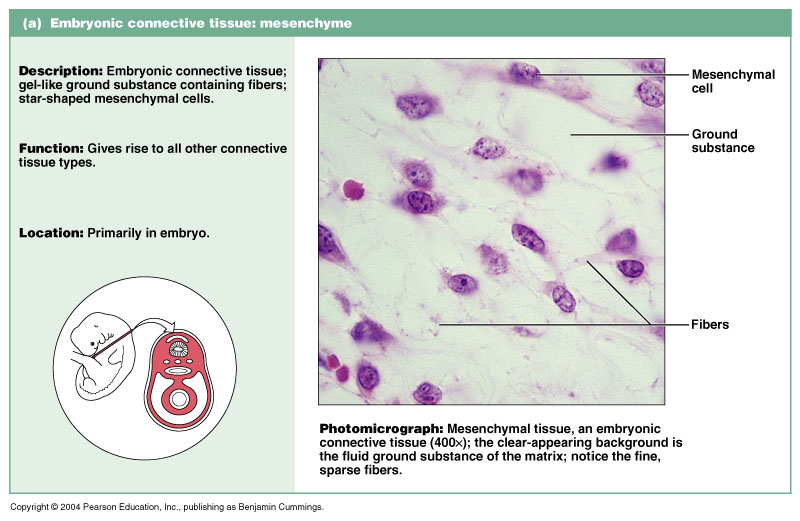 (a) Embryonic connective tissue: mesenchyme
Description: Embryonic connective tissue;
gel-like ground substance containing fibers;
star-shaped mesenchymal cells.
Function: Gives rise to all other connective
tissue types.
Location: Primarily in embryo.
Mesenchymal
cell
Ground
substance
Fibers
Photomicrograph: Mesenchymal tissue, an embryonic
connective tissue (400×); the clear-appearing background is
the fluid ground substance of the matrix; notice the fine,
sparse fibers.
Copyright © 2004 Pearson Education, Inc., publishing as Benjamin Cummings.